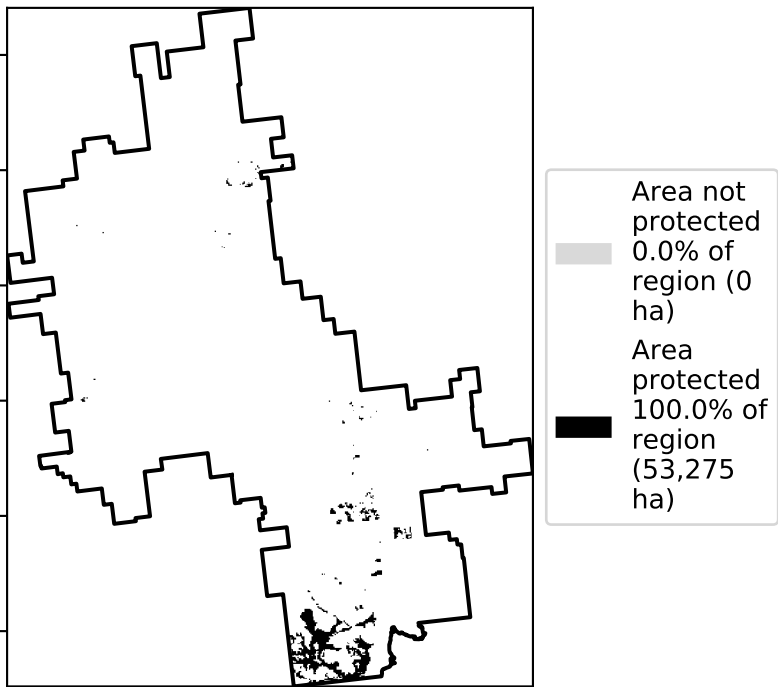 Area not
protected
0.0% of
region (0
ha)
Area
protected
100.0% of
region
(53,275
ha)